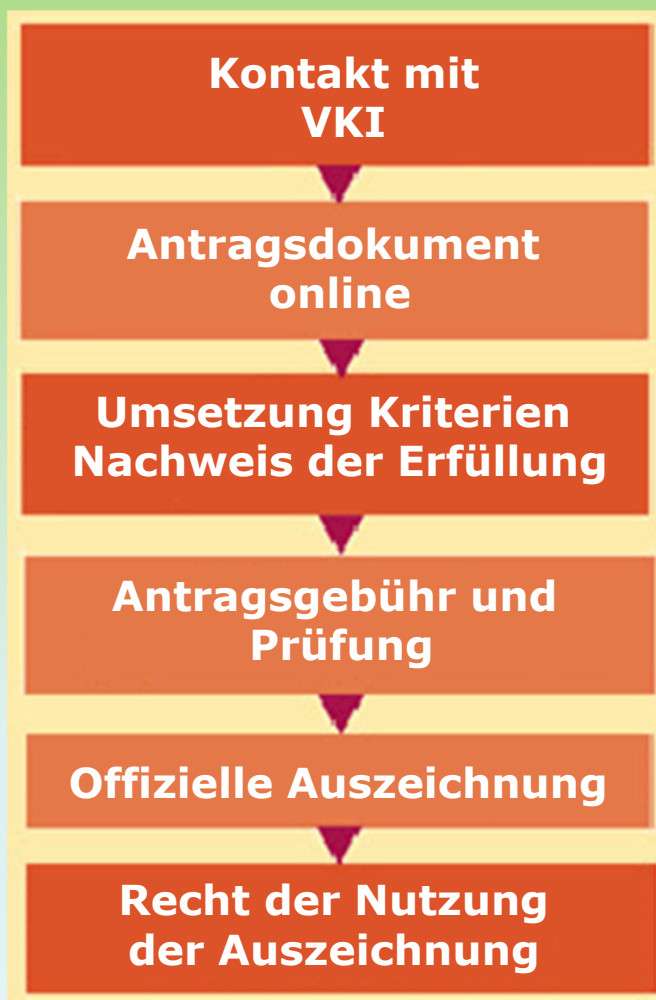 Kontakt mit
VKI
Antragsdokument
online
Umsetzung Kriterien
Nachweis der Erfüllung
Antragsgebühr und
Prüfung
Offizielle Auszeichnung
Recht der Nutzung
der Auszeichnung